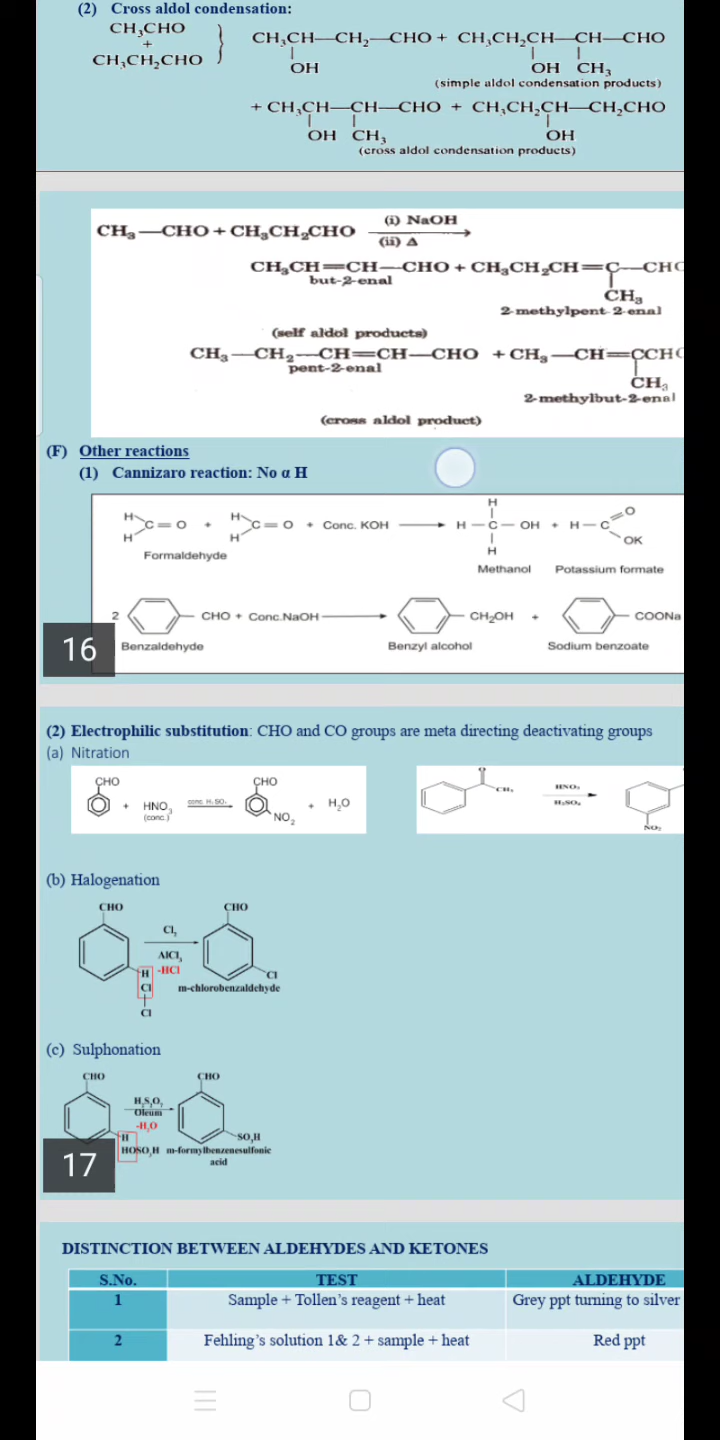 (2) Cross aldol condensation:
CH₃CHO
+
CH₃CH₂CHO
CH₃CH—CH₂—CHO + CH₃CH₂CH—CH—CHO
OH OH CH₃
(simple aldol condensation products)
+ CH₃CH—CH—CHO + CH₃CH₂CH—CH₂CHO
OH CH₃ OH
(cross aldol condensation products)
CH₃—CHO + CH₃CH₂CHO (i) NaOH
(ii) Δ
CH₃CH=CH—CHO + CH₃CH₂CH=C—CHO
but-2-enal
CH₃
2-methylpent-2-enal
(self aldol products)
CH₃—CH₂—CH=CH—CHO + CH₃—CH=CCHO
pent-2-enal
CH₃
2-methylbut-2-enal
(cross aldol product)
(F) Other reactions
(1) Cannizaro reaction: No α H
H H H
C=O + C=O + Conc. KOH H—C—OH + H—C O
H H H OK
Formaldehyde
Methanol Potassium formate
2 CHO + Conc.NaOH CH₂OH + COONa
16
Benzaldehyde Benzyl alcohol Sodium benzoate
(2) Electrophilic substitution: CHO and CO groups are meta directing deactivating groups
(a) Nitration
CHO + HNO₃ conc. H₂SO₄ CHO + H₂O
(conc.) NO₂
O CH₃ HNO₃
H₂SO₄
NO₂
(b) Halogenation
CHO CHO
Cl₂
AlCl₃
H -HCl Cl
Cl m-chlorobenzaldehyde
Cl
(c) Sulphonation
CHO CHO
H₂S₂O₇
Oleum
-H₂O
H SO₃H
17
HOSO₃H m-formylbenzenesulfonic
acid
DISTINCTION BETWEEN ALDEHYDES AND KETONES
S.No. TEST ALDEHYDE
1 Sample + Tollen's reagent + heat Grey ppt turning to silver
2 Fehling's solution 1& 2 + sample + heat Red ppt